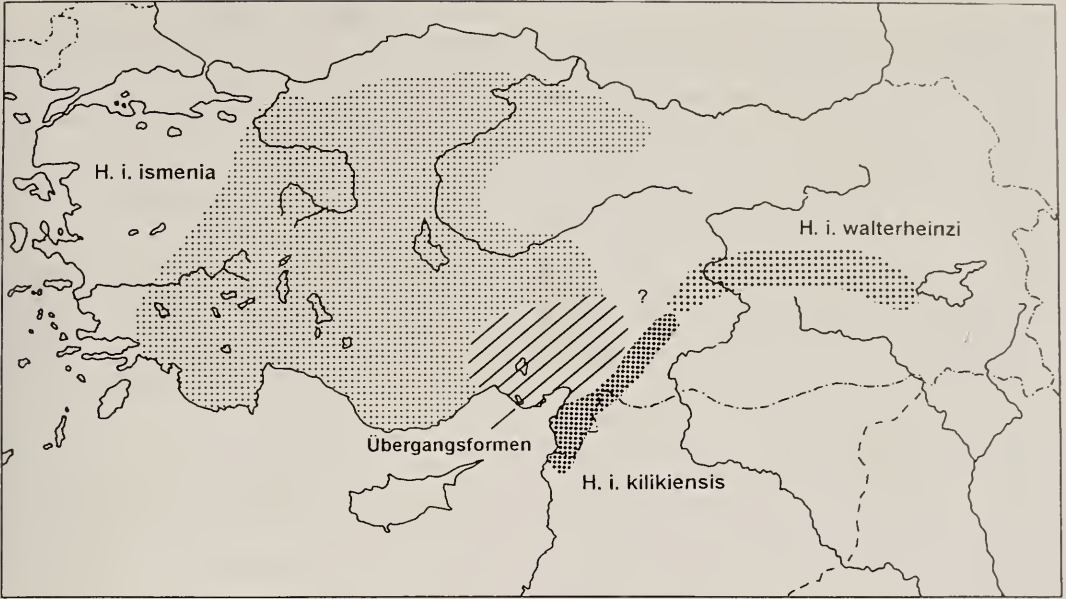 H. i. ismenia
H. i. walterheinzi
?
Übergangsformen
H. i. kilikiensis